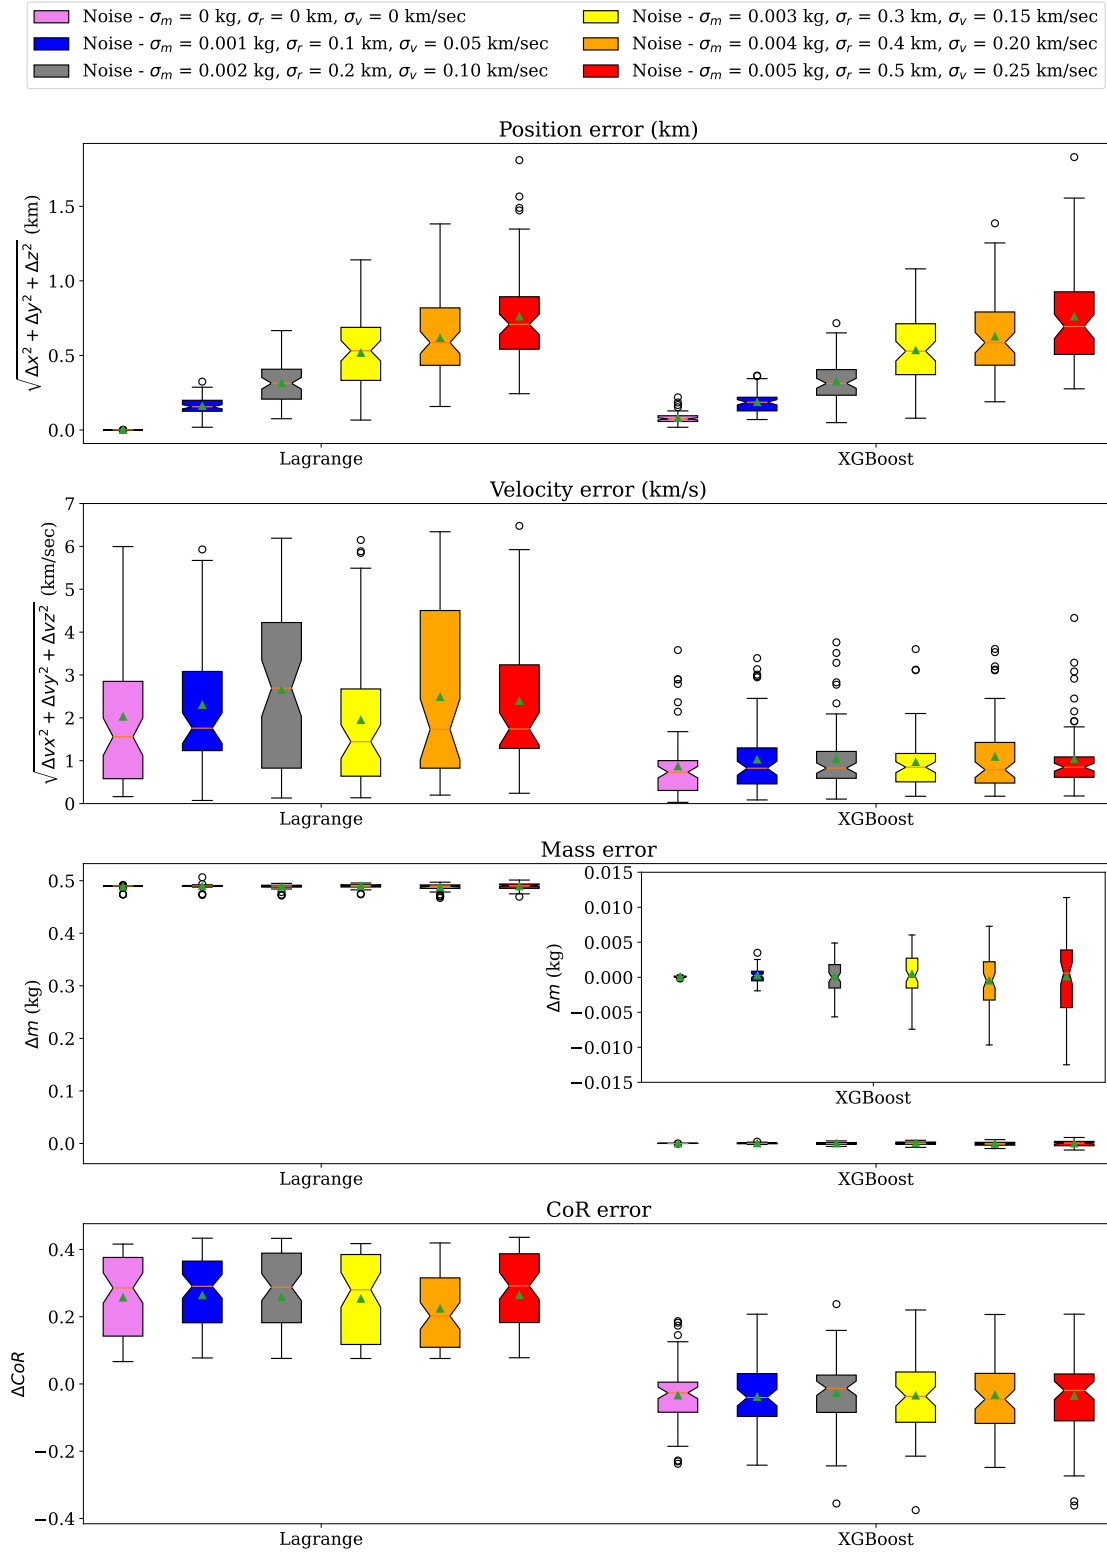 Noise - σm = 0 kg, σr = 0 km, σv = 0 km/sec
Noise - σm = 0.001 kg, σr = 0.1 km, σv = 0.05 km/sec
Noise - σm = 0.002 kg, σr = 0.2 km, σv = 0.10 km/sec
Noise - σm = 0.003 kg, σr = 0.3 km, σv = 0.15 km/sec
Noise - σm = 0.004 kg, σr = 0.4 km, σv = 0.20 km/sec
Noise - σm = 0.005 kg, σr = 0.5 km, σv = 0.25 km/sec
Position error (km)
√Δx² + Δy² + Δz² (km)
1.5
1.0
0.5
0.0
Lagrange
XGBoost
Velocity error (km/s)
√Δvx² + Δvy² + Δvz² (km/sec)
7
6
5
4
3
2
1
0
Lagrange
XGBoost
Mass error
Δm (kg)
0.5
0.4
0.3
0.2
0.1
0.0
Δm (kg)
0.015
0.010
0.005
0.000
−0.005
−0.010
−0.015
XGBoost
Lagrange
XGBoost
CoR error
ΔCoR
0.4
0.2
0.0
−0.2
−0.4
Lagrange
XGBoost